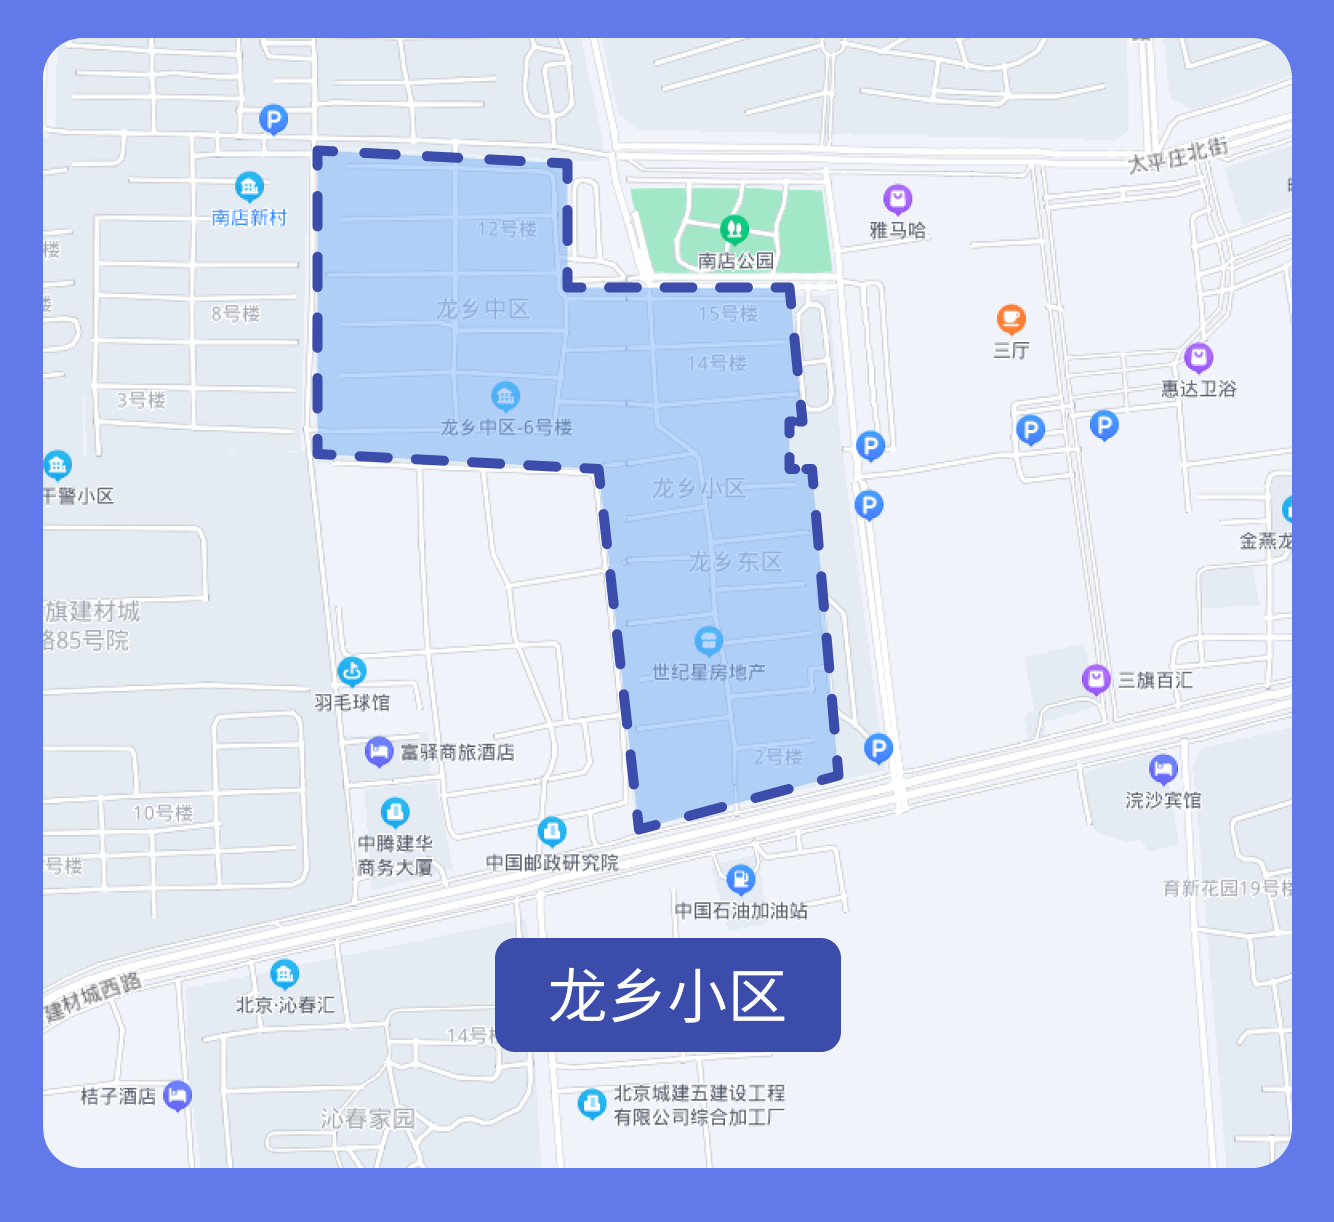 太平庄北街
南店新村
12号楼
雅马哈
楼
南店公园
龙乡中区
8号楼
15号楼
三厅
14号楼
惠达卫浴
3号楼
龙乡中区-6号楼
干警小区
龙乡小区
金燕龙
龙乡东区
旗建材城
路85号院
世纪星房地产
三旗百汇
羽毛球馆
富驿商旅酒店
2号楼
浣沙宾馆
10号楼
中腾建华
商务大厦
中国邮政研究院
号楼
育新花园19号楼
中国石油加油站
建材城西路
北京·沁春汇
龙乡小区
14号楼
桔子酒店
北京城建五建设工程
有限公司综合加工厂
沁春家园